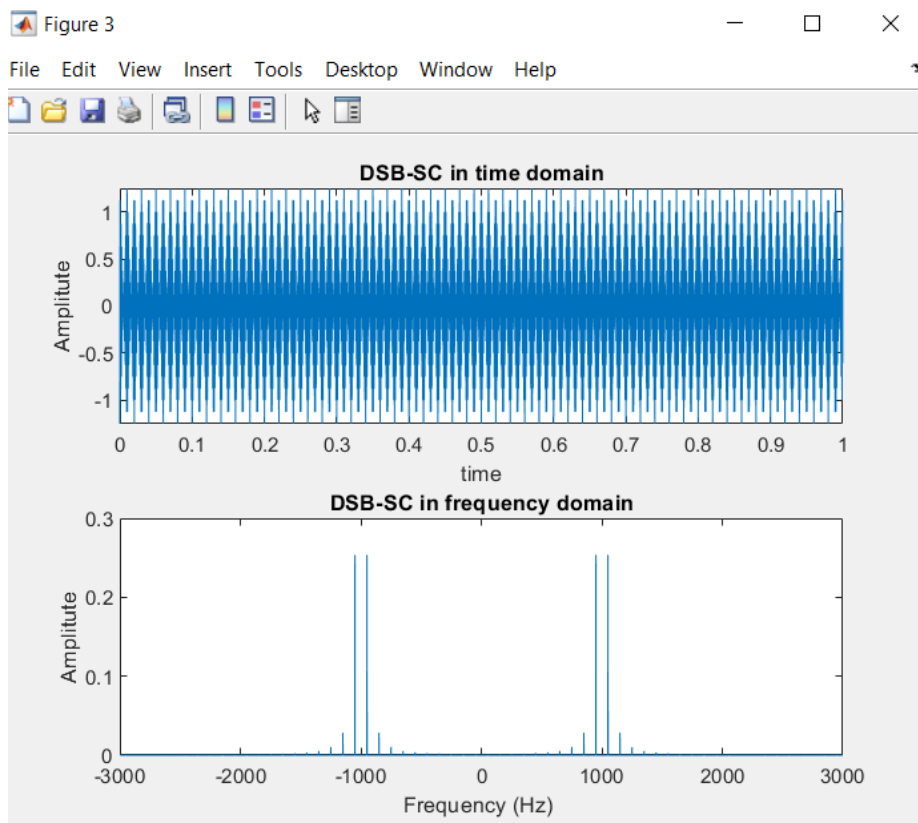 Figure 3
File Edit View Insert Tools Desktop Window Help
DSB-SC in time domain
1
0.5
0
-0.5
-1
Amplitude
0 0.1 0.2 0.3 0.4 0.5 0.6 0.7 0.8 0.9 1
time
DSB-SC in frequency domain
0.3
0.2
0.1
0
Amplitude
-3000 -2000 -1000 0 1000 2000 3000
Frequency (Hz)